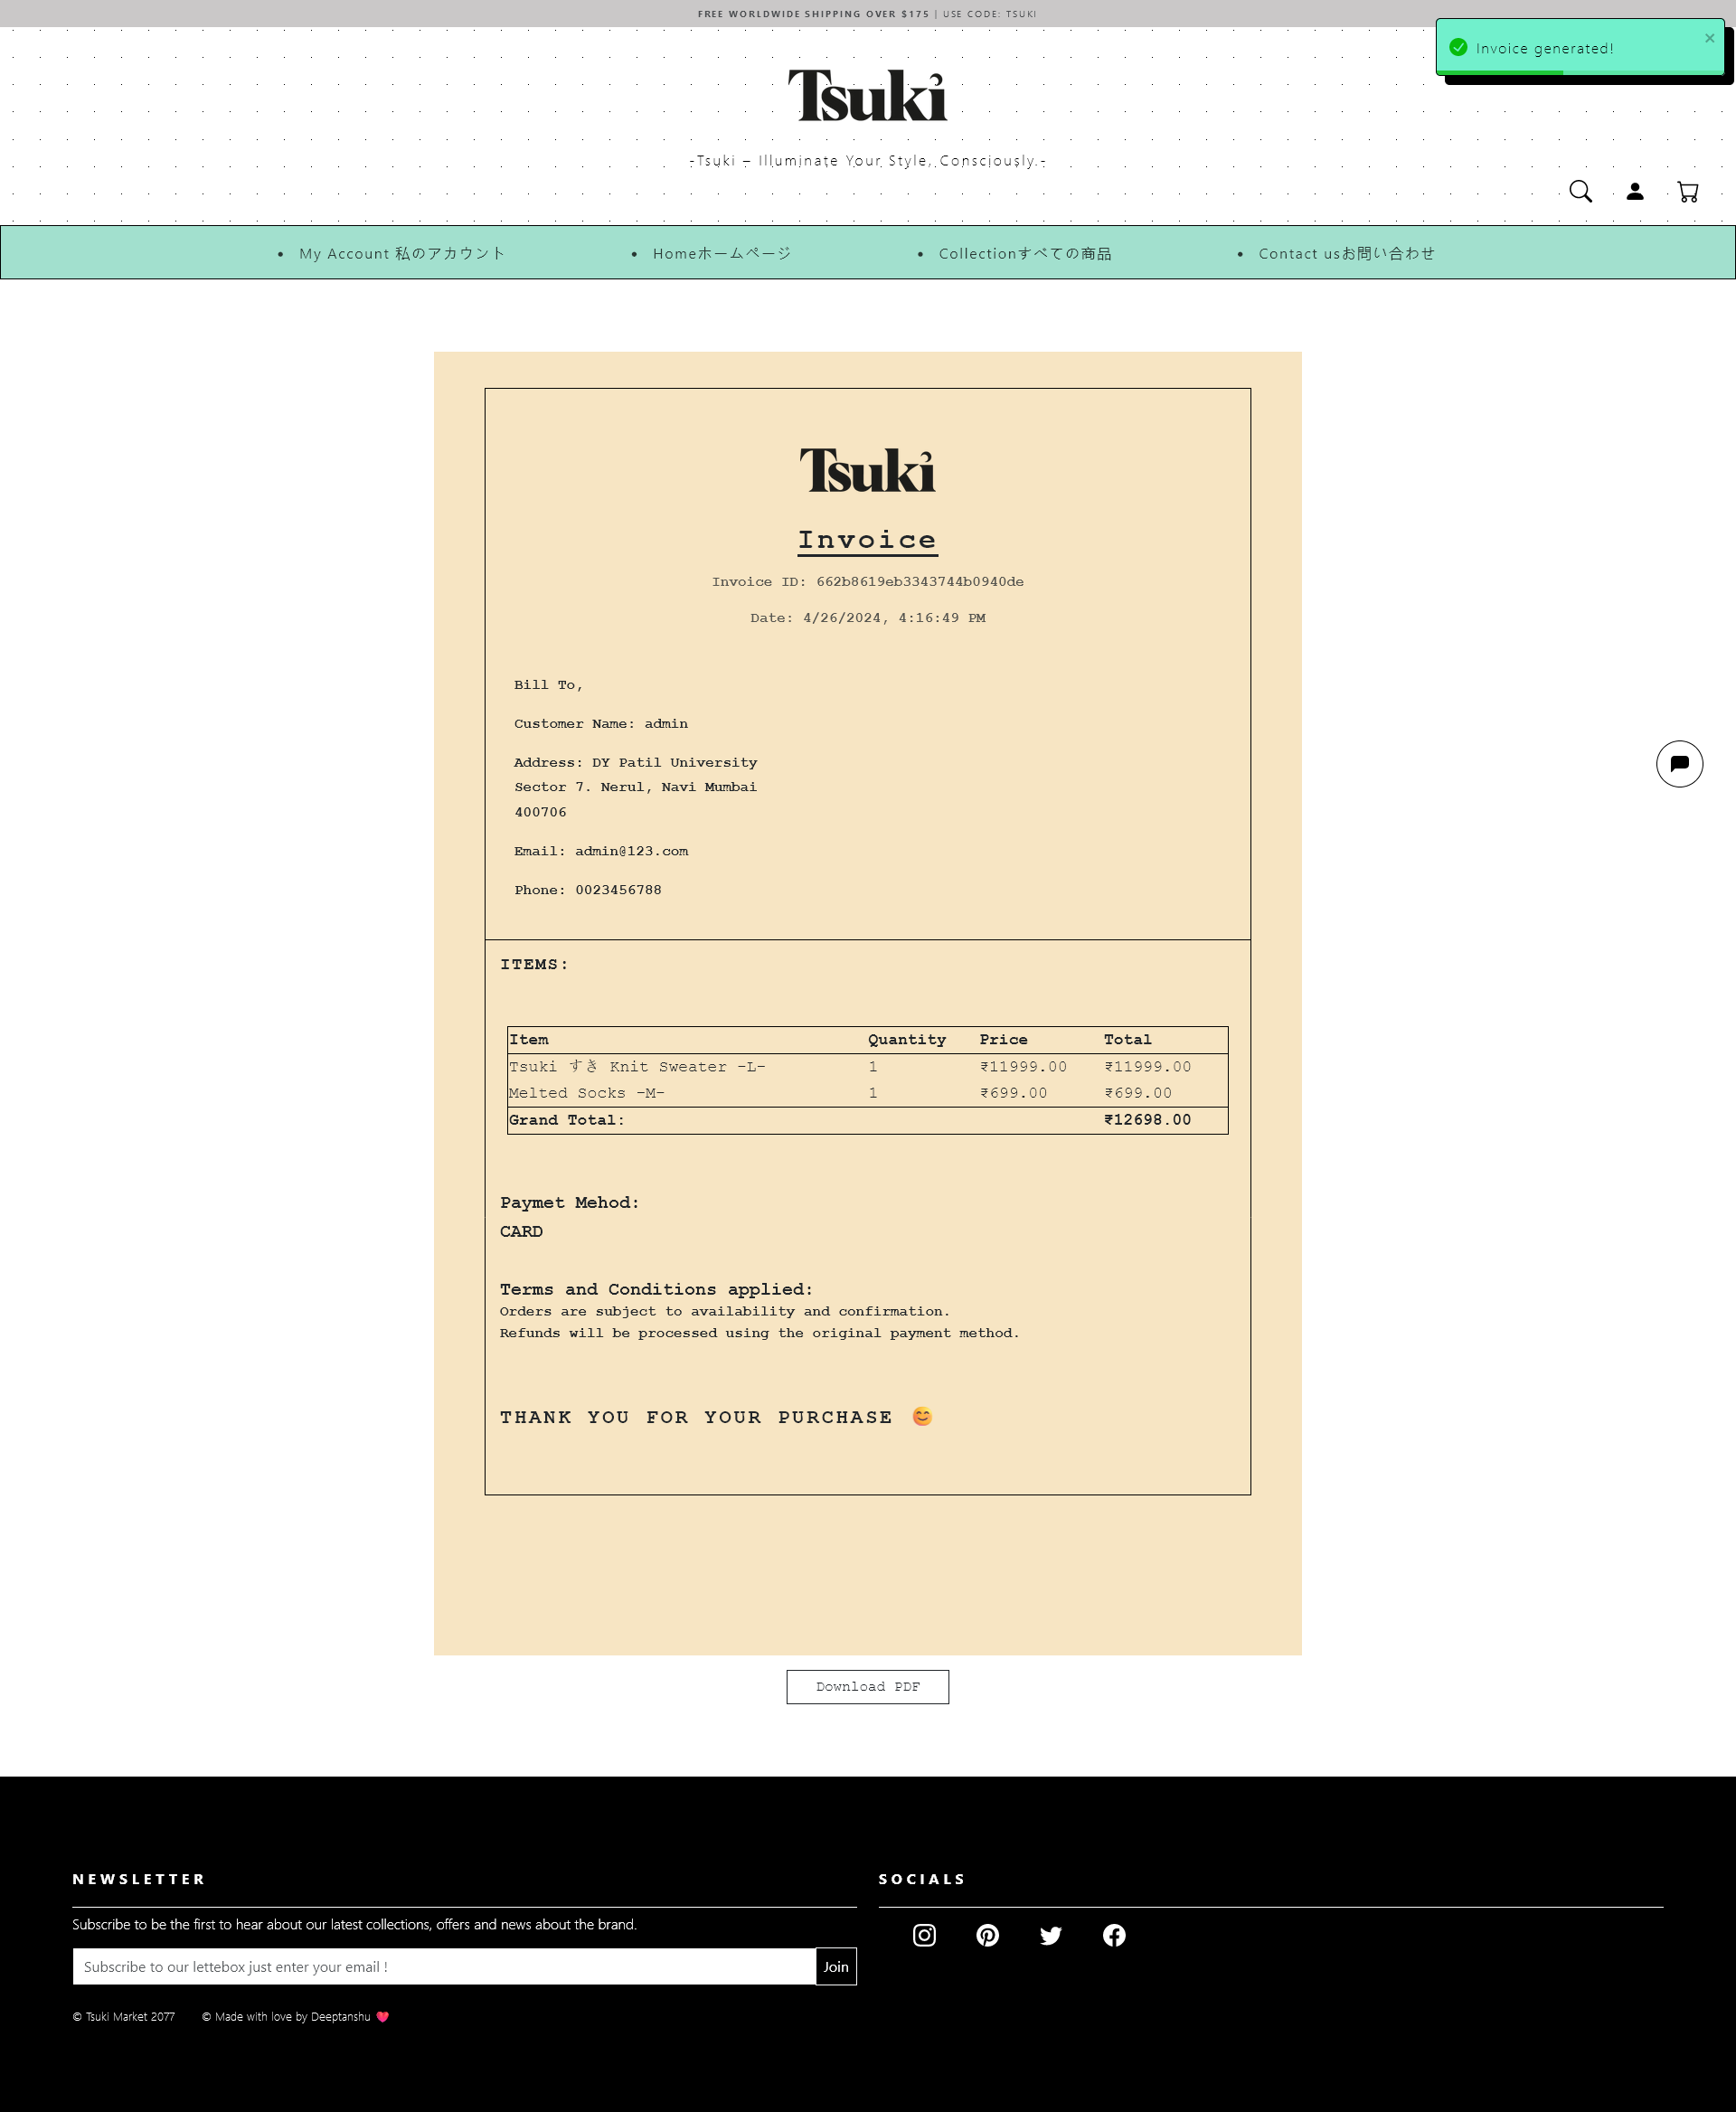 FREE WORLDWIDE SHIPPING OVER $175 | USE CODE: TSUKI
Invoice generated!
Tsuki
-Tsuki – Illuminate Your Style, Consciously.-
My Account 私のアカウント
Homeホームページ
Collectionすべての商品
Contact usお問い合わせ
Tsuki
Invoice
Invoice ID: 662b8619eb3343744b0940de
Date: 4/26/2024, 4:16:49 PM
Bill To,
Customer Name: admin
Address: DY Patil University
Sector 7. Nerul, Navi Mumbai
400706
Email: admin@123.com
Phone: 0023456788
ITEMS:
Item Quantity Price Total
Tsuki すき Knit Sweater -L- 1 ₹11999.00 ₹11999.00
Melted Socks -M- 1 ₹699.00 ₹699.00
Grand Total: ₹12698.00
Paymet Mehod:
CARD
Terms and Conditions applied:
Orders are subject to availability and confirmation.
Refunds will be processed using the original payment method.
THANK YOU FOR YOUR PURCHASE 😊
Download PDF
NEWSLETTER
Subscribe to be the first to hear about our latest collections, offers and news about the brand.
Subscribe to our lettebox just enter your email !
Join
© Tsuki Market 2077
© Made with love by Deeptanshu 💖
SOCIALS